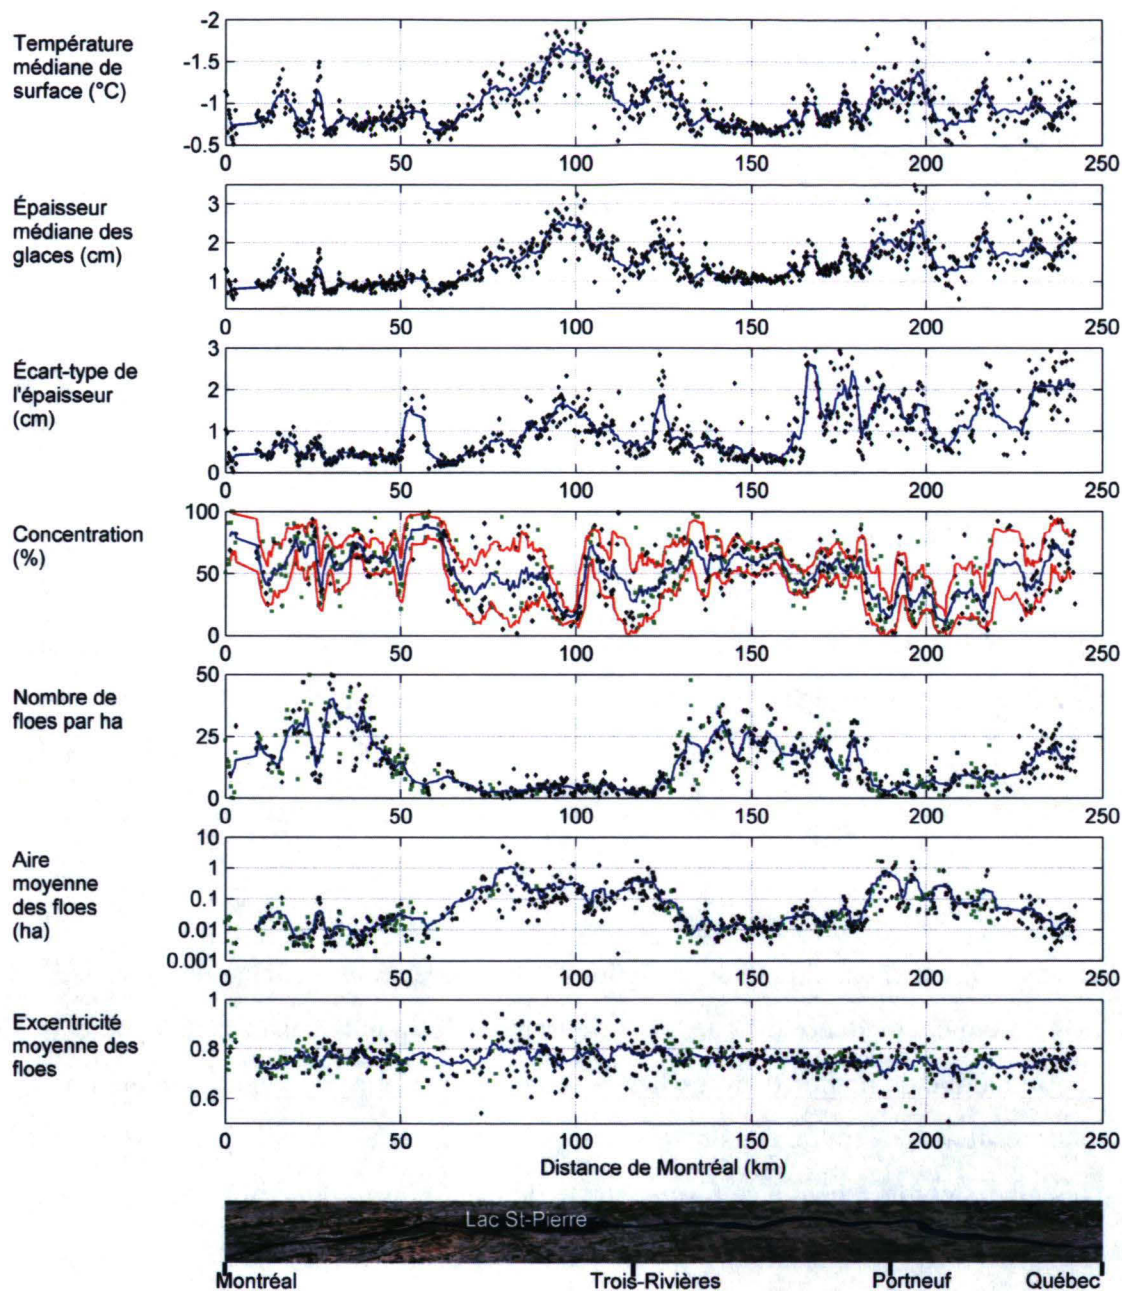 Température
médiane de
surface (°C)
-2
-1.5
-1
-0.5
0 50 100 150 200 250
Épaisseur
médiane des
glaces (cm)
3
2
1
0 50 100 150 200 250
Écart-type de
l'épaisseur
(cm)
3
2
1
0
0 50 100 150 200 250
Concentration
(%)
100
50
0
0 50 100 150 200 250
Nombre de
floes par ha
50
25
0
0 50 100 150 200 250
Aire
moyenne
des floes
(ha)
10
1
0.1
0.01
0.001
0 50 100 150 200 250
Excentricité
moyenne des
floes
1
0.8
0.6
0 50 100 150 200 250
Distance de Montréal (km)
Lac St-Pierre
Montréal Trois-Rivières Portneuf Québec